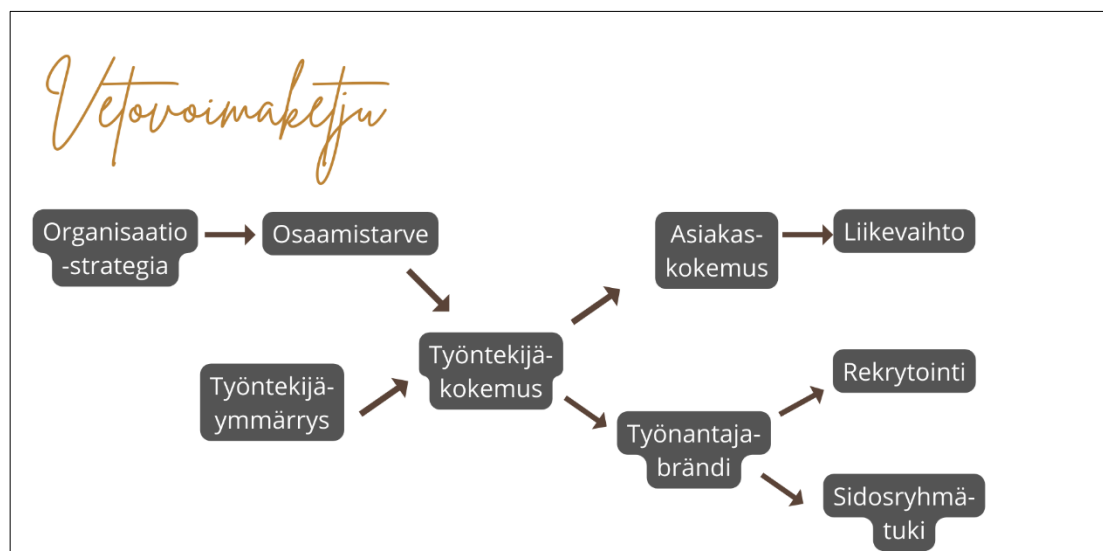 Vetovoimaketju
Organisaatio
-strategia
Osaamistarve
Asiakas-
kokemus
Liikevaihto
Työntekijä-
ymmärrys
Työntekijä-
kokemus
Rekrytointi
Työnantaja-
brändi
Sidosryhmä-
tuki